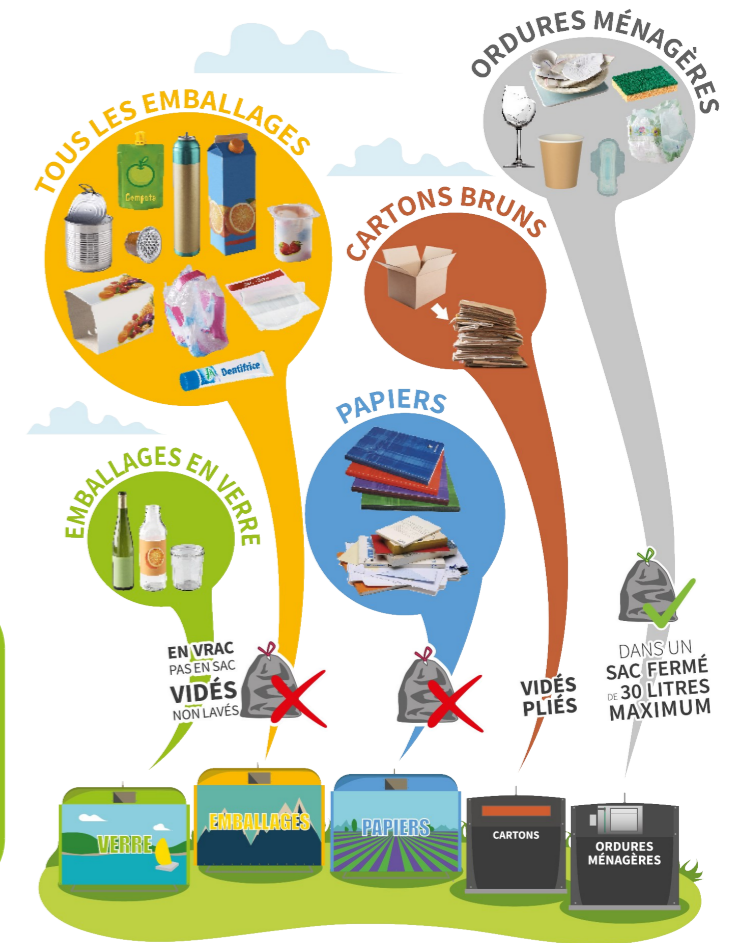 ORDURES MÉNAGÈRES
TOUS LES EMBALLAGES
Compote
Dentifrice
CARTONS BRUNS
PAPIERS
EMBALLAGES EN VERRE
EN VRAC
PAS EN SAC
VIDÉS
NON LAVÉS
VIDÉS
PLIÉS
DANS UN
SAC FERMÉ
DE 30 LITRES
MAXIMUM
VERRE
EMBALLAGES
PAPIERS
CARTONS
ORDURES
MÉNAGÈRES